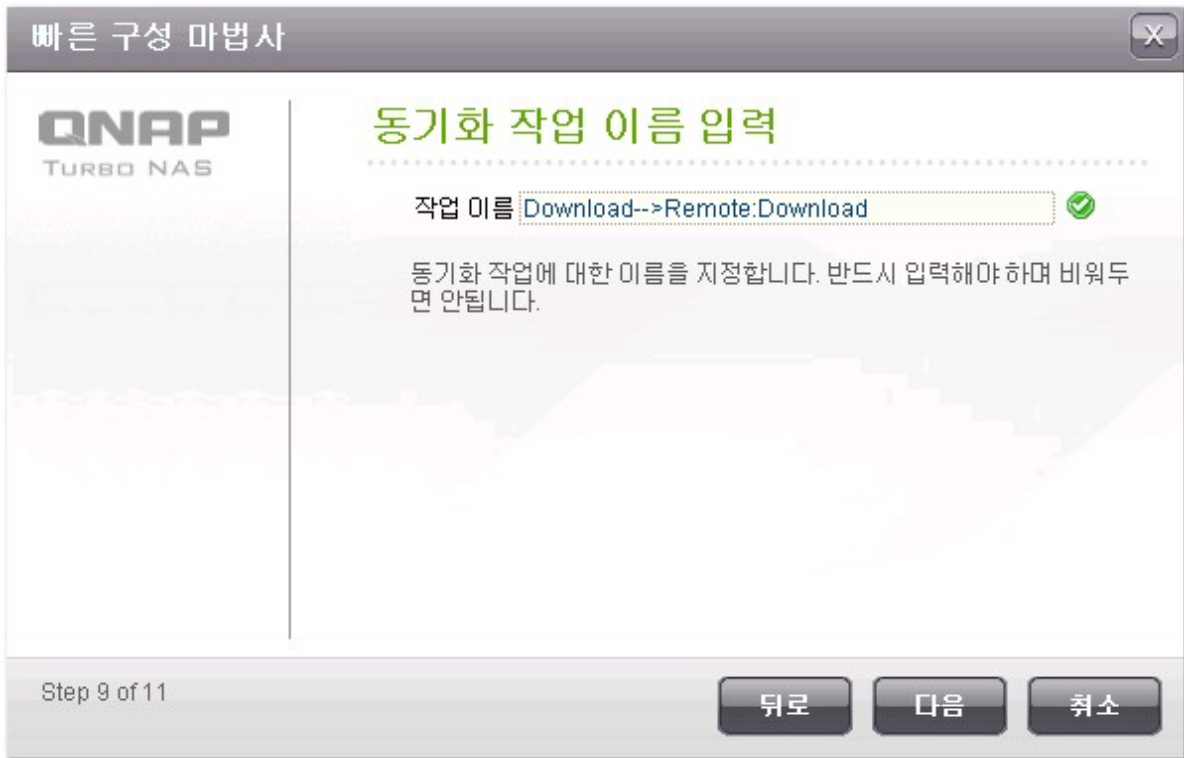 빠른 구성 마법사
X
QNAP
TURBO NAS
동기화 작업 이름 입력
작업 이름 Download-->Remote:Download
동기화 작업에 대한 이름을 지정합니다. 반드시 입력해야 하며 비워두
면 안됩니다.
Step 9 of 11
뒤로
다음
취소